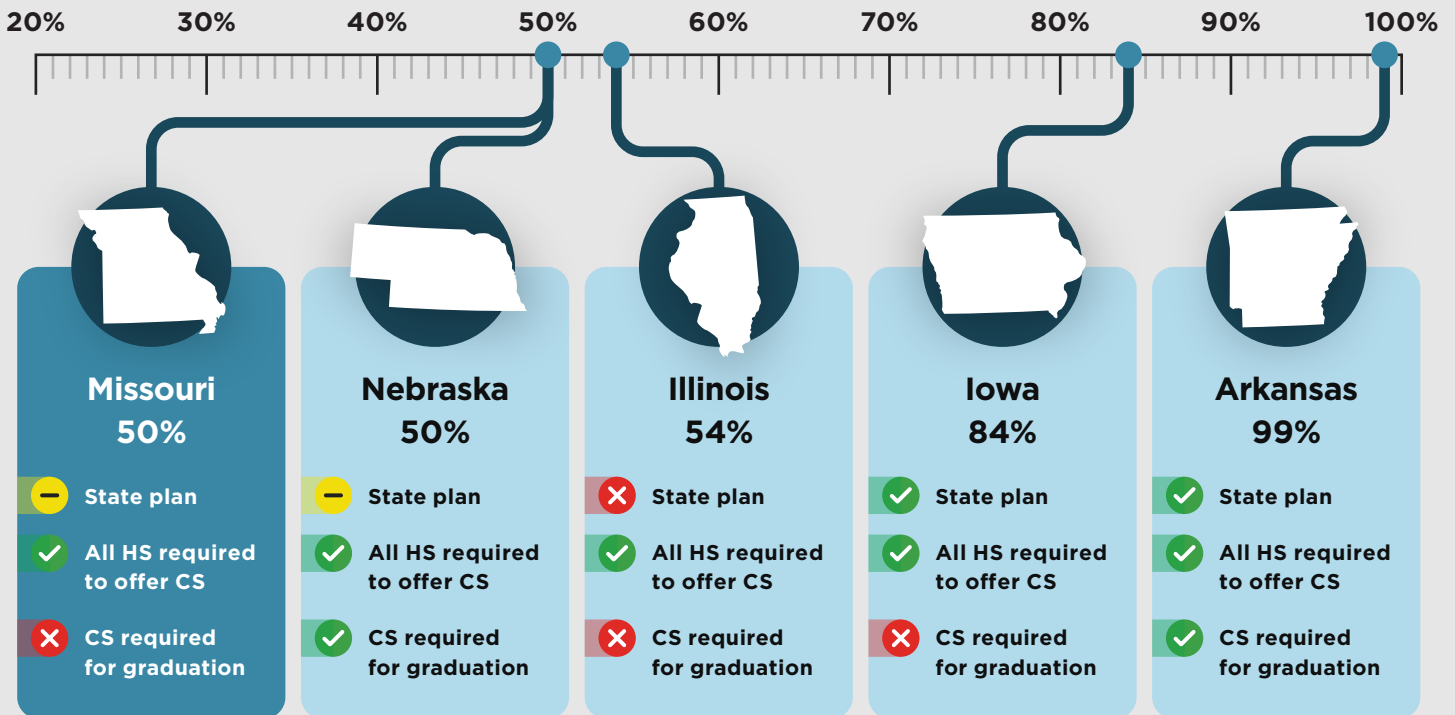 20% 30% 40% 50% 60% 70% 80% 90% 100%
Missouri
50%
State plan
All HS required
to offer CS
CS required
for graduation
Nebraska
50%
State plan
All HS required
to offer CS
CS required
for graduation
Illinois
54%
State plan
All HS required
to offer CS
CS required
for graduation
Iowa
84%
State plan
All HS required
to offer CS
CS required
for graduation
Arkansas
99%
State plan
All HS required
to offer CS
CS required
for graduation